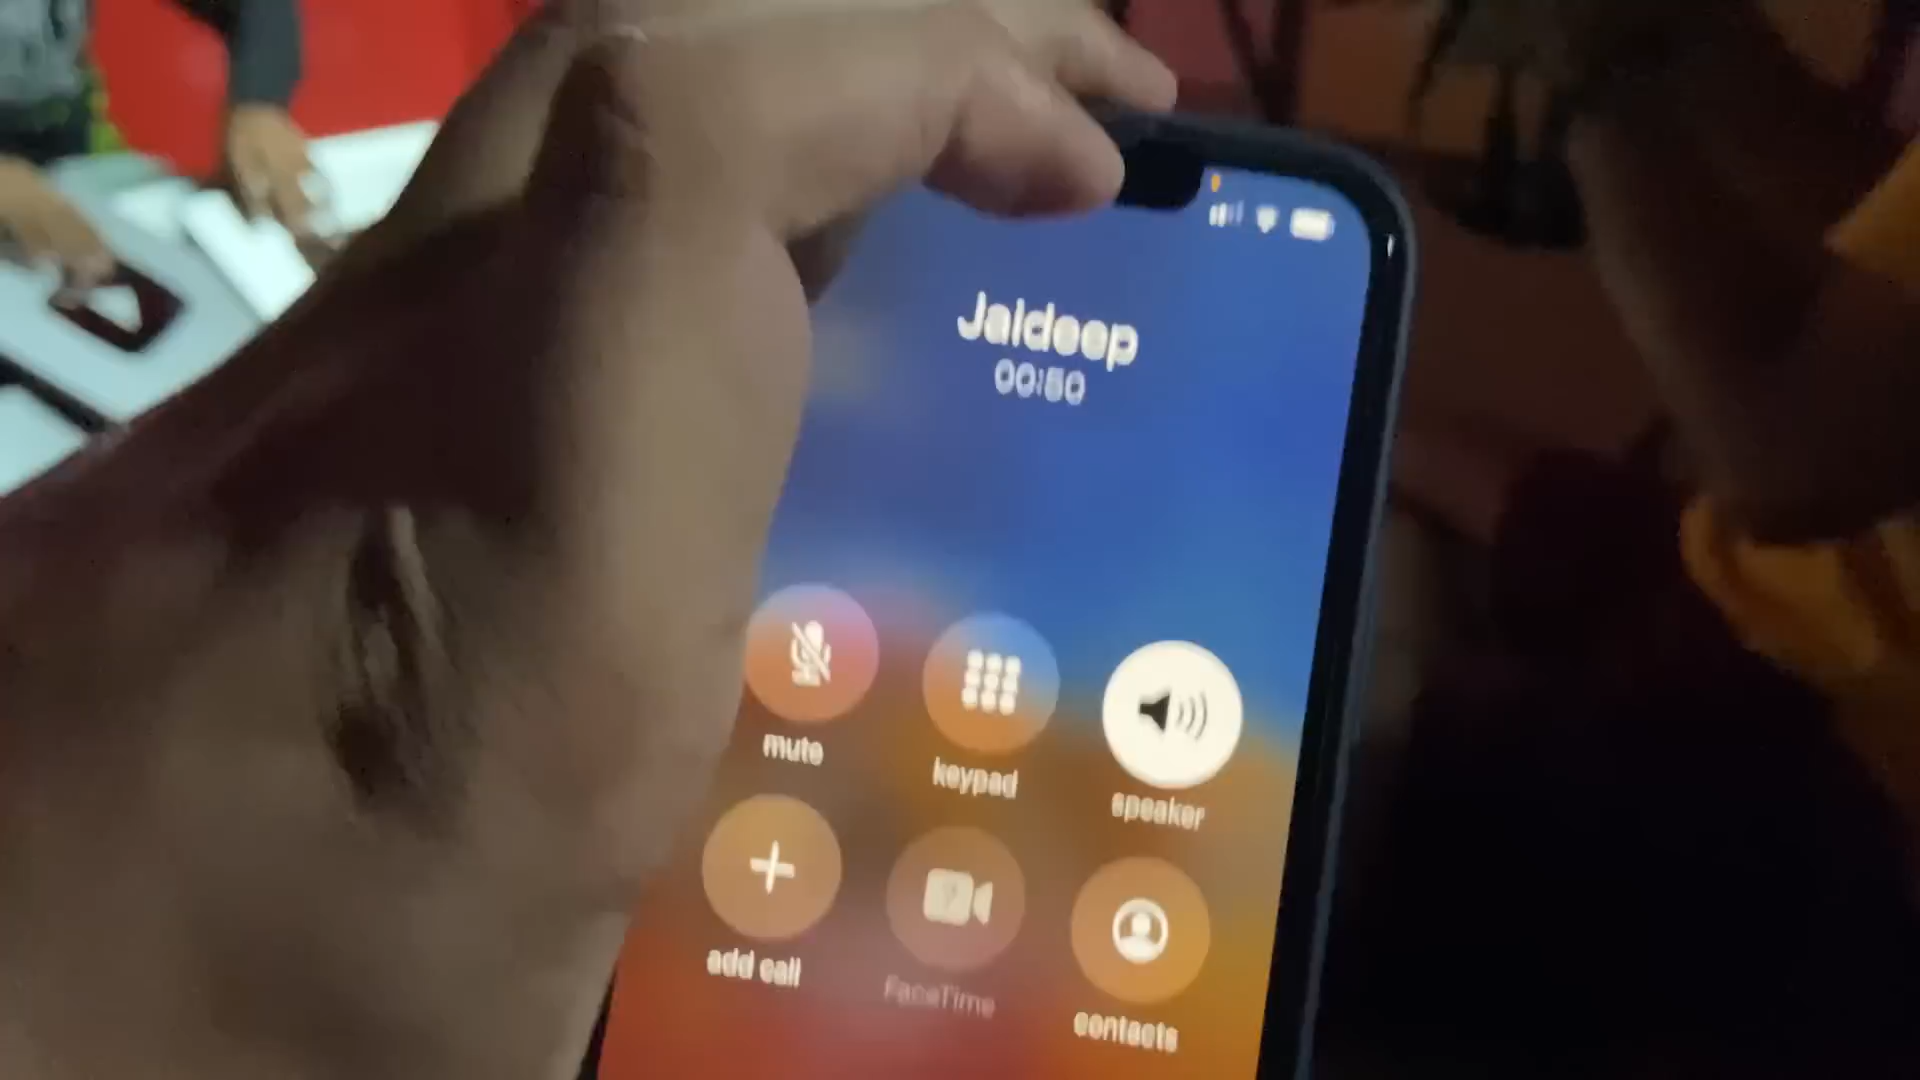 Jaideep
00:50
mute
keypad
speaker
add call
FaceTime
contacts